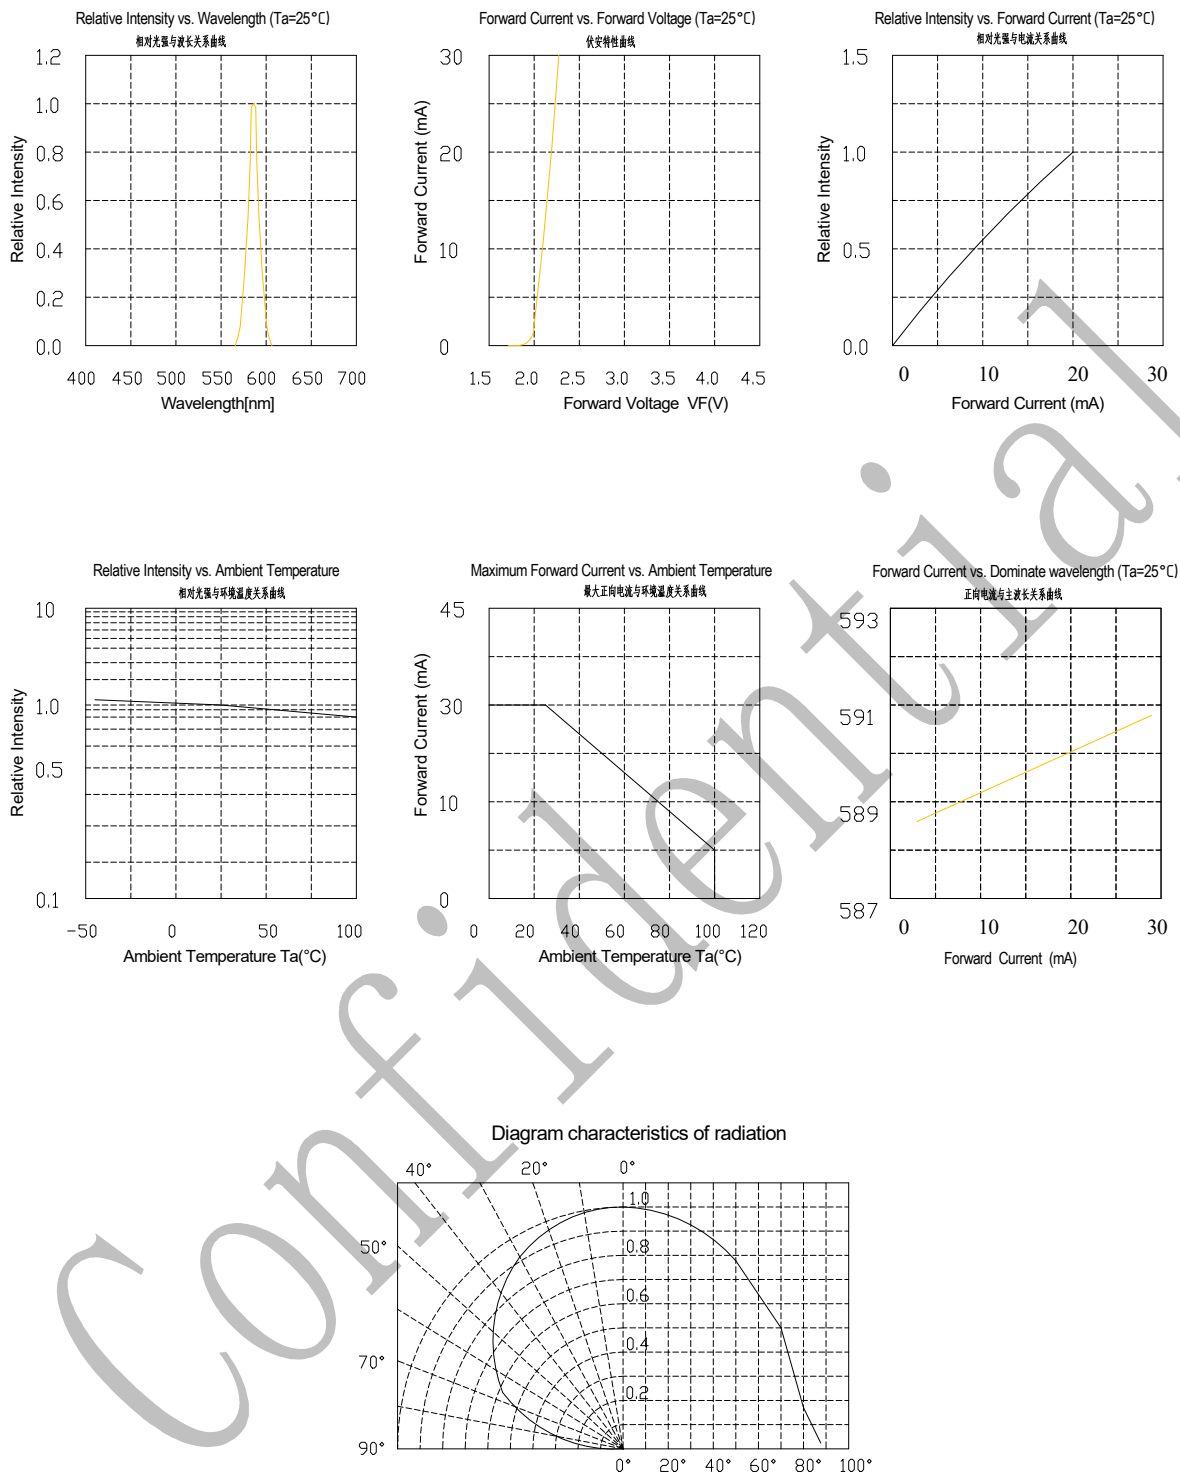 Relative Intensity vs. Wavelength (Ta=25°C)
相对光强与波长关系曲线
1.2
1.0
0.8
0.6
0.4
0.2
0.0
Relative Intensity
400 450 500 550 600 650 700
Wavelength[nm]
Forward Current vs. Forward Voltage (Ta=25°C)
伏安特性曲线
30
20
10
0
Forward Current (mA)
1.5 2.0 2.5 3.0 3.5 4.0 4.5
Forward Voltage VF(V)
Relative Intensity vs. Forward Current (Ta=25°C)
相对光强与电流关系曲线
1.5
1.0
0.5
0.0
Relative Intensity
0 10 20 30
Forward Current (mA)
Relative Intensity vs. Ambient Temperature
相对光强与环境温度关系曲线
10
1.0
0.5
0.1
Relative Intensity
-50 0 50 100
Ambient Temperature Ta(°C)
Maximum Forward Current vs. Ambient Temperature
最大正向电流与环境温度关系曲线
45
30
10
0
Forward Current (mA)
0 20 40 60 80 100 120
Ambient Temperature Ta(°C)
Forward Current vs. Dominate wavelength (Ta=25°C)
正向电流与主波长关系曲线
593
591
589
587
0 10 20 30
Forward Current (mA)
Diagram characteristics of radiation
40° 20° 0°
50°
70°
90°
1.0
0.8
0.6
0.4
0.2
0° 20° 40° 60° 80° 100°
Confidential